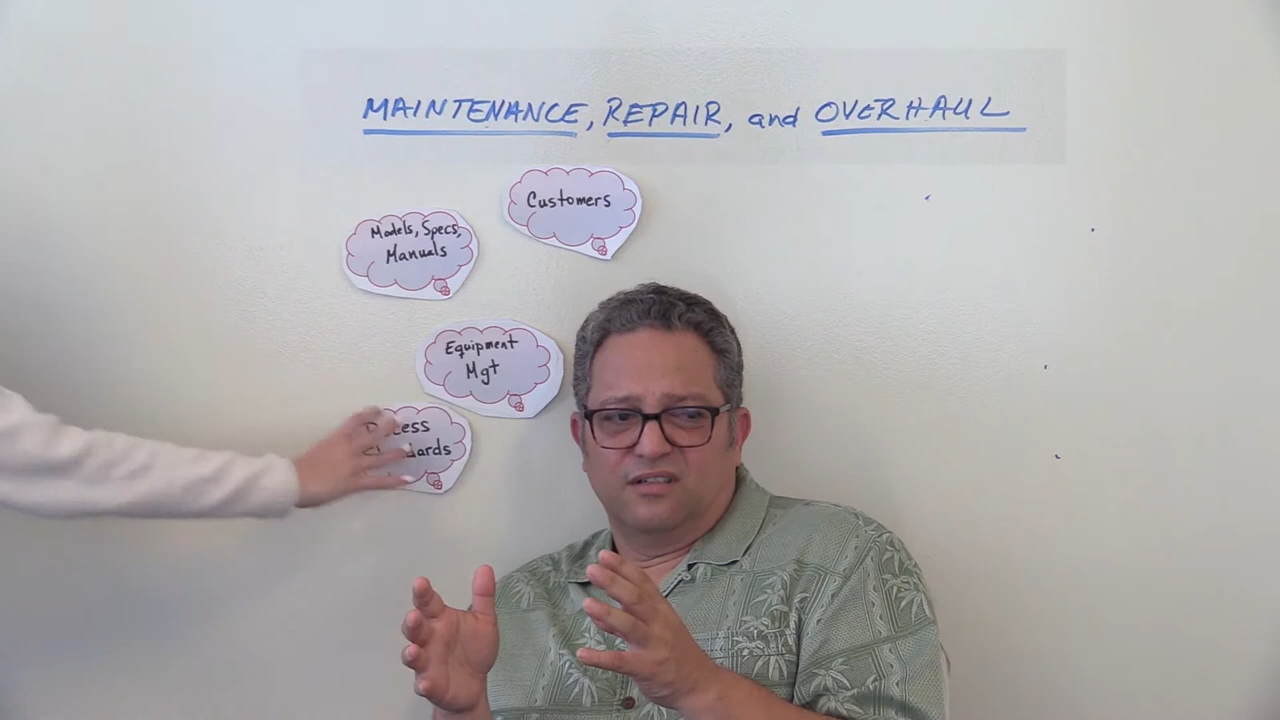 MAINTENANCE, REPAIR, and OVERHAUL
Customers
Models, Specs,
Manuals
Equipment
Mgt